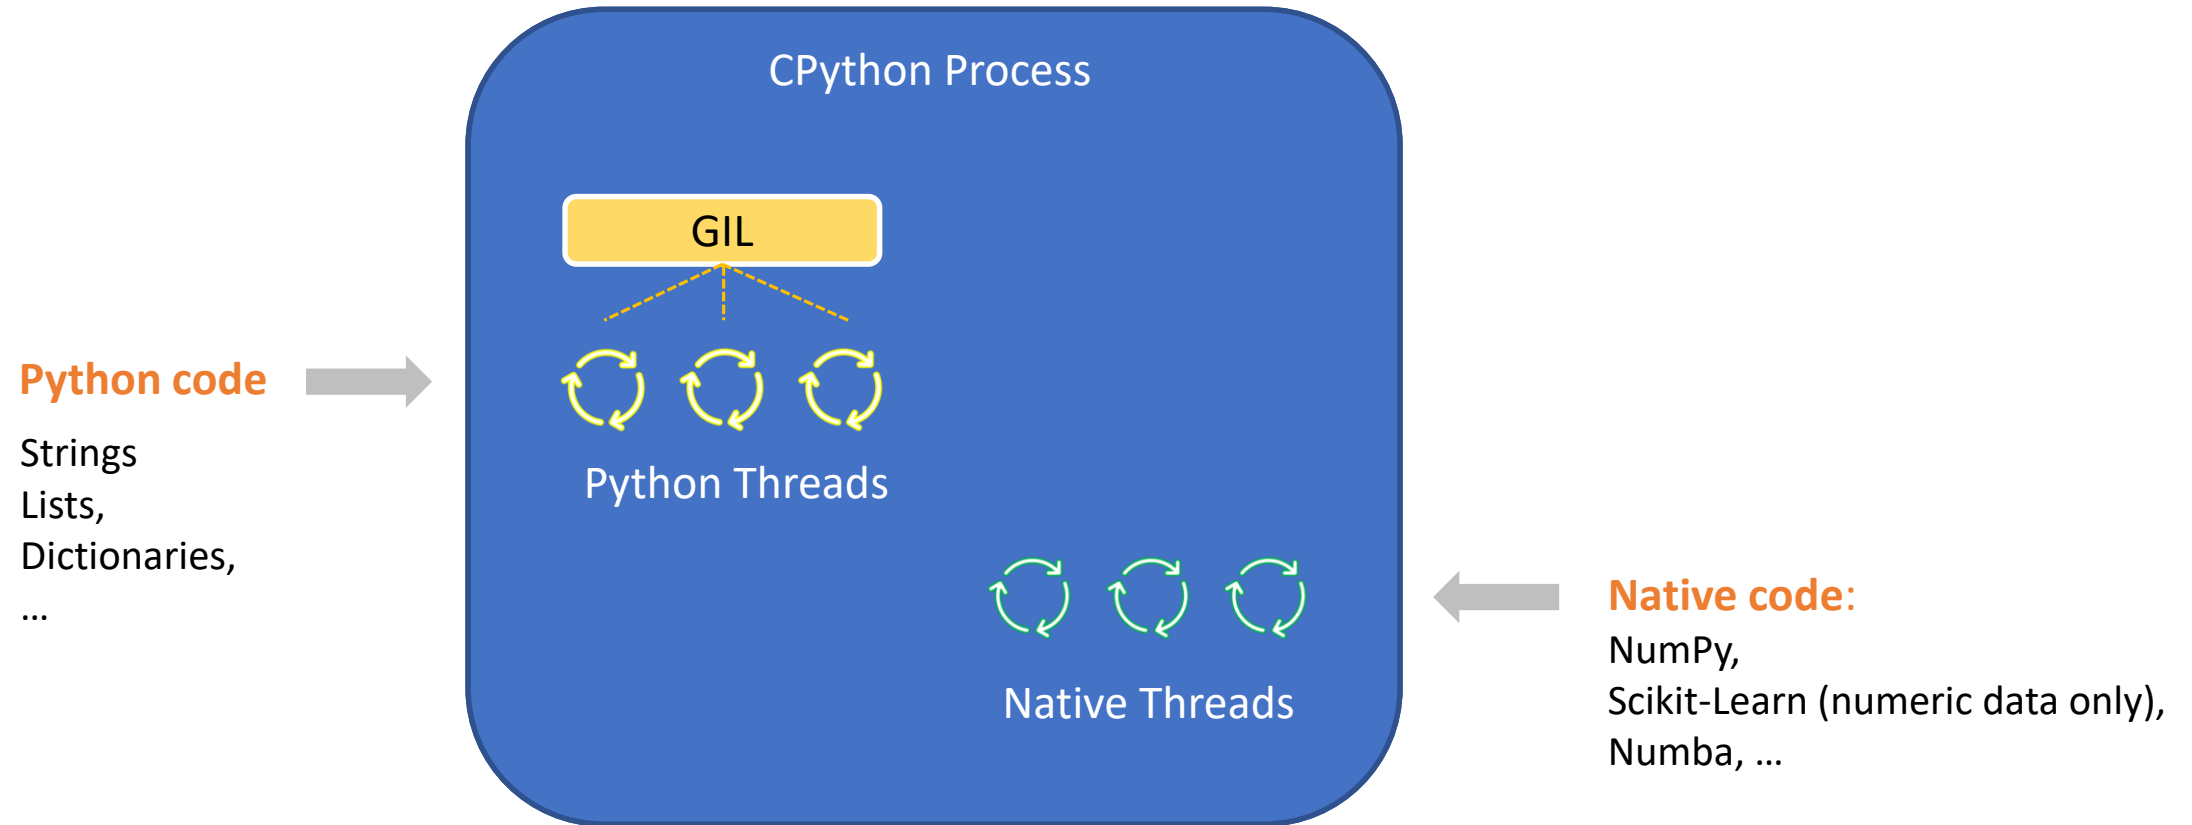 CPython Process
GIL
Python Threads
Python code
Strings
Lists,
Dictionaries,
...
Native Threads
Native code:
NumPy,
Scikit-Learn (numeric data only),
Numba, ...